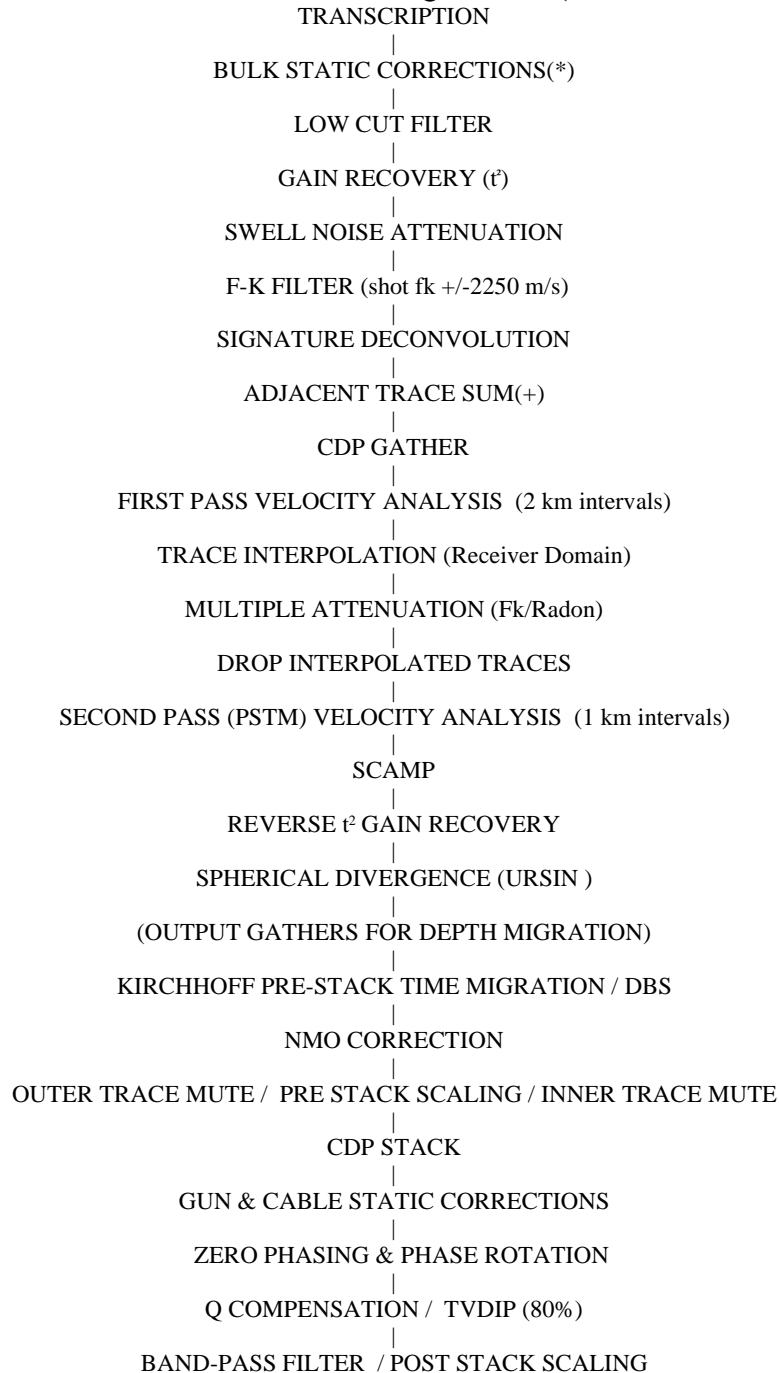 TRANSCRIPTION
|
BULK STATIC CORRECTIONS(*)
|
LOW CUT FILTER
|
GAIN RECOVERY (t²)
|
SWELL NOISE ATTENUATION
|
F-K FILTER (shot fk +/-2250 m/s)
|
SIGNATURE DECONVOLUTION
|
ADJACENT TRACE SUM(+)
|
CDP GATHER
|
FIRST PASS VELOCITY ANALYSIS (2 km intervals)
|
TRACE INTERPOLATION (Receiver Domain)
|
MULTIPLE ATTENUATION (Fk/Radon)
|
DROP INTERPOLATED TRACES
|
SECOND PASS (PSTM) VELOCITY ANALYSIS (1 km intervals)
|
SCAMP
|
REVERSE t² GAIN RECOVERY
|
SPHERICAL DIVERGENCE (URSIN )
|
(OUTPUT GATHERS FOR DEPTH MIGRATION)
|
KIRCHHOFF PRE-STACK TIME MIGRATION / DBS
|
NMO CORRECTION
|
OUTER TRACE MUTE / PRE STACK SCALING / INNER TRACE MUTE
|
CDP STACK
|
GUN & CABLE STATIC CORRECTIONS
|
ZERO PHASING & PHASE ROTATION
|
Q COMPENSATION / TVDIP (80%)
|
BAND-PASS FILTER / POST STACK SCALING